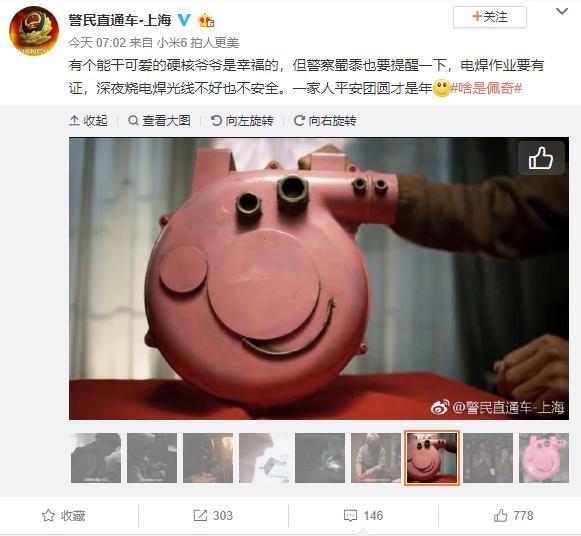 警民直通车-上海
+关注
今天 07:02 来自 小米6 拍人更美
有个能干可爱的硬核爷爷是幸福的，但警察蜀黍也要提醒一下，电焊作业要有
证，深夜烧电焊光线不好也不安全。一家人平安团圆才是年#啥是佩奇#
收起
查看大图
向左旋转
向右旋转
@警民直通车-上海
收藏
303
146
778